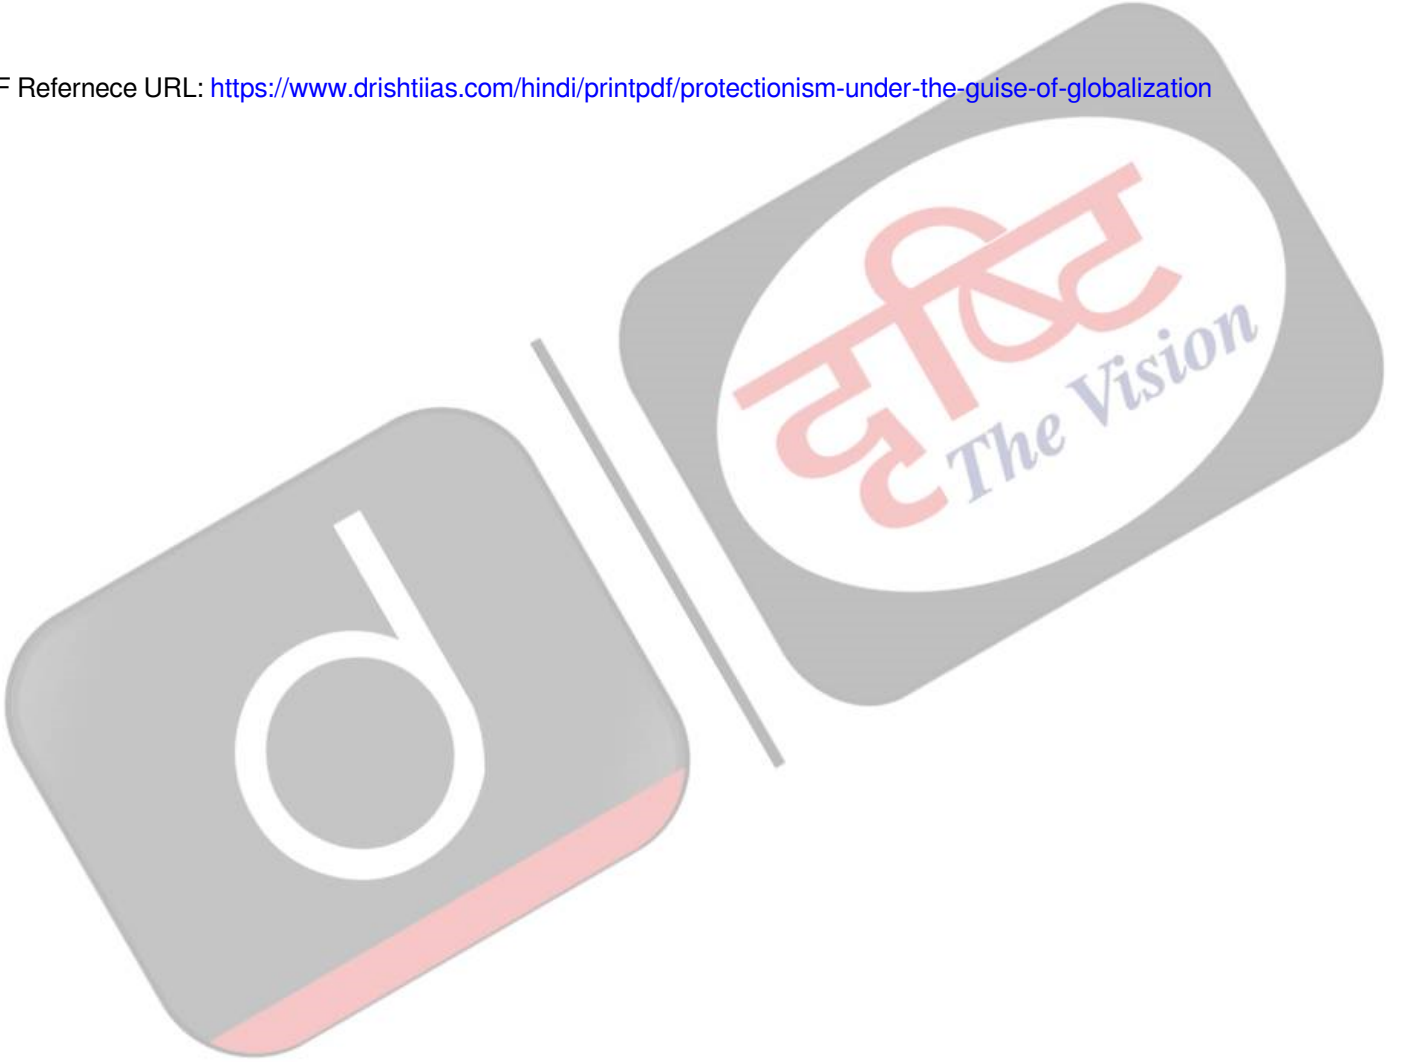 F Refernece URL: https://www.drishtiias.com/hindi/printpdf/protectionism-under-the-guise-of-globalization
दृष्टि
The Vision
d